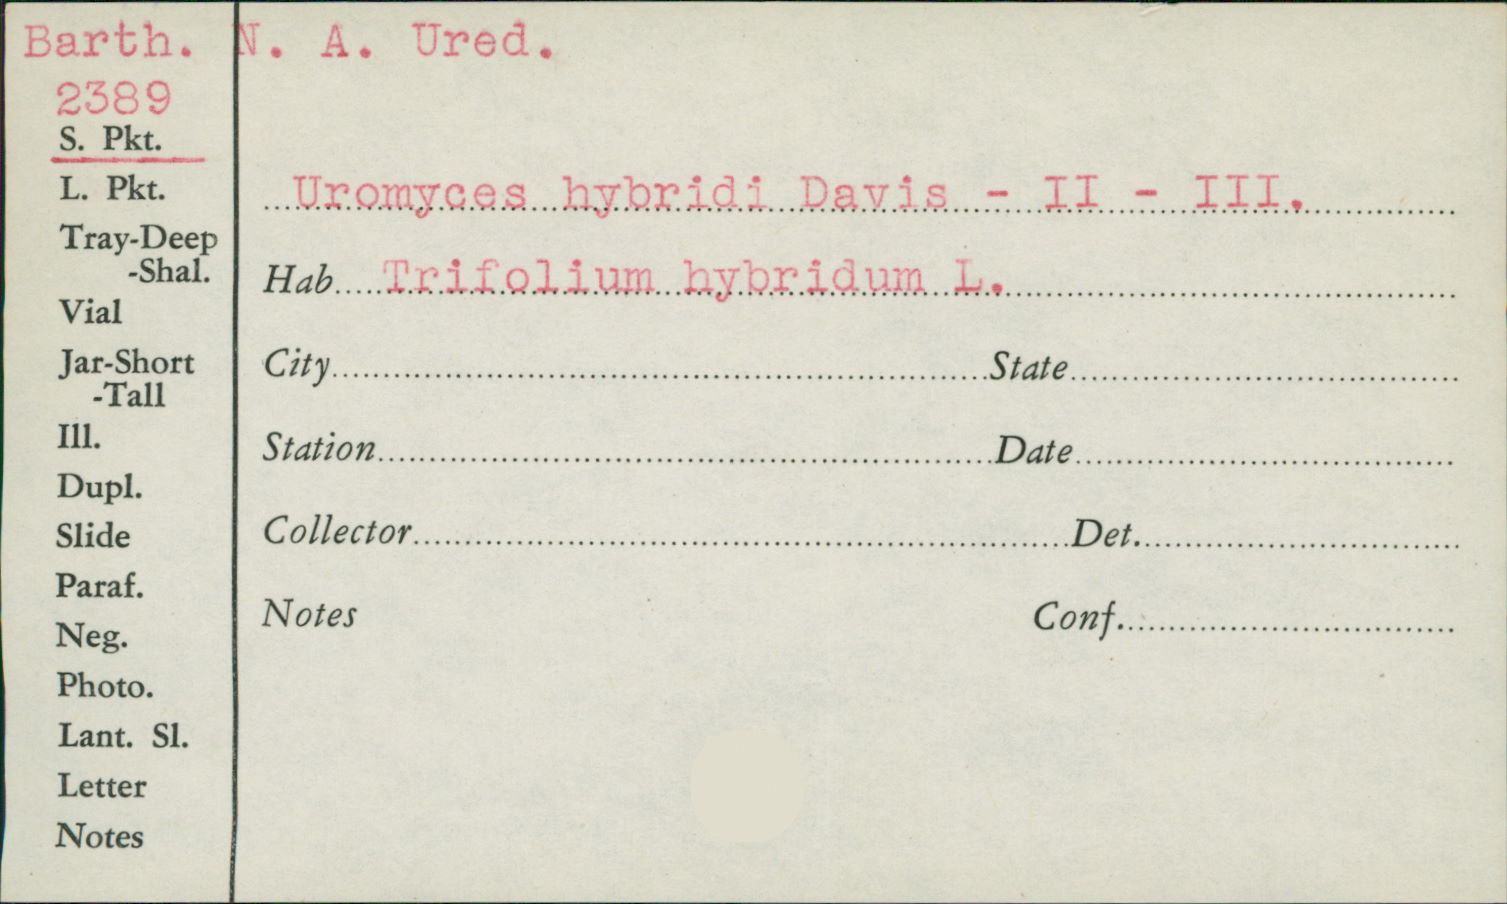 Barth. N. A. Ured.
2389
S. Pkt.
L. Pkt.
Tray-Deep
-Shal.
Vial
Jar-Short
-Tall
Ill.
Dupl.
Slide
Paraf.
Neg.
Photo.
Lant. Sl.
Letter
Notes
Uromyces hybridi Davis - II - III.
Hab. Trifolium hybridum L.
City State
Station Date
Collector Det.
Notes Conf.